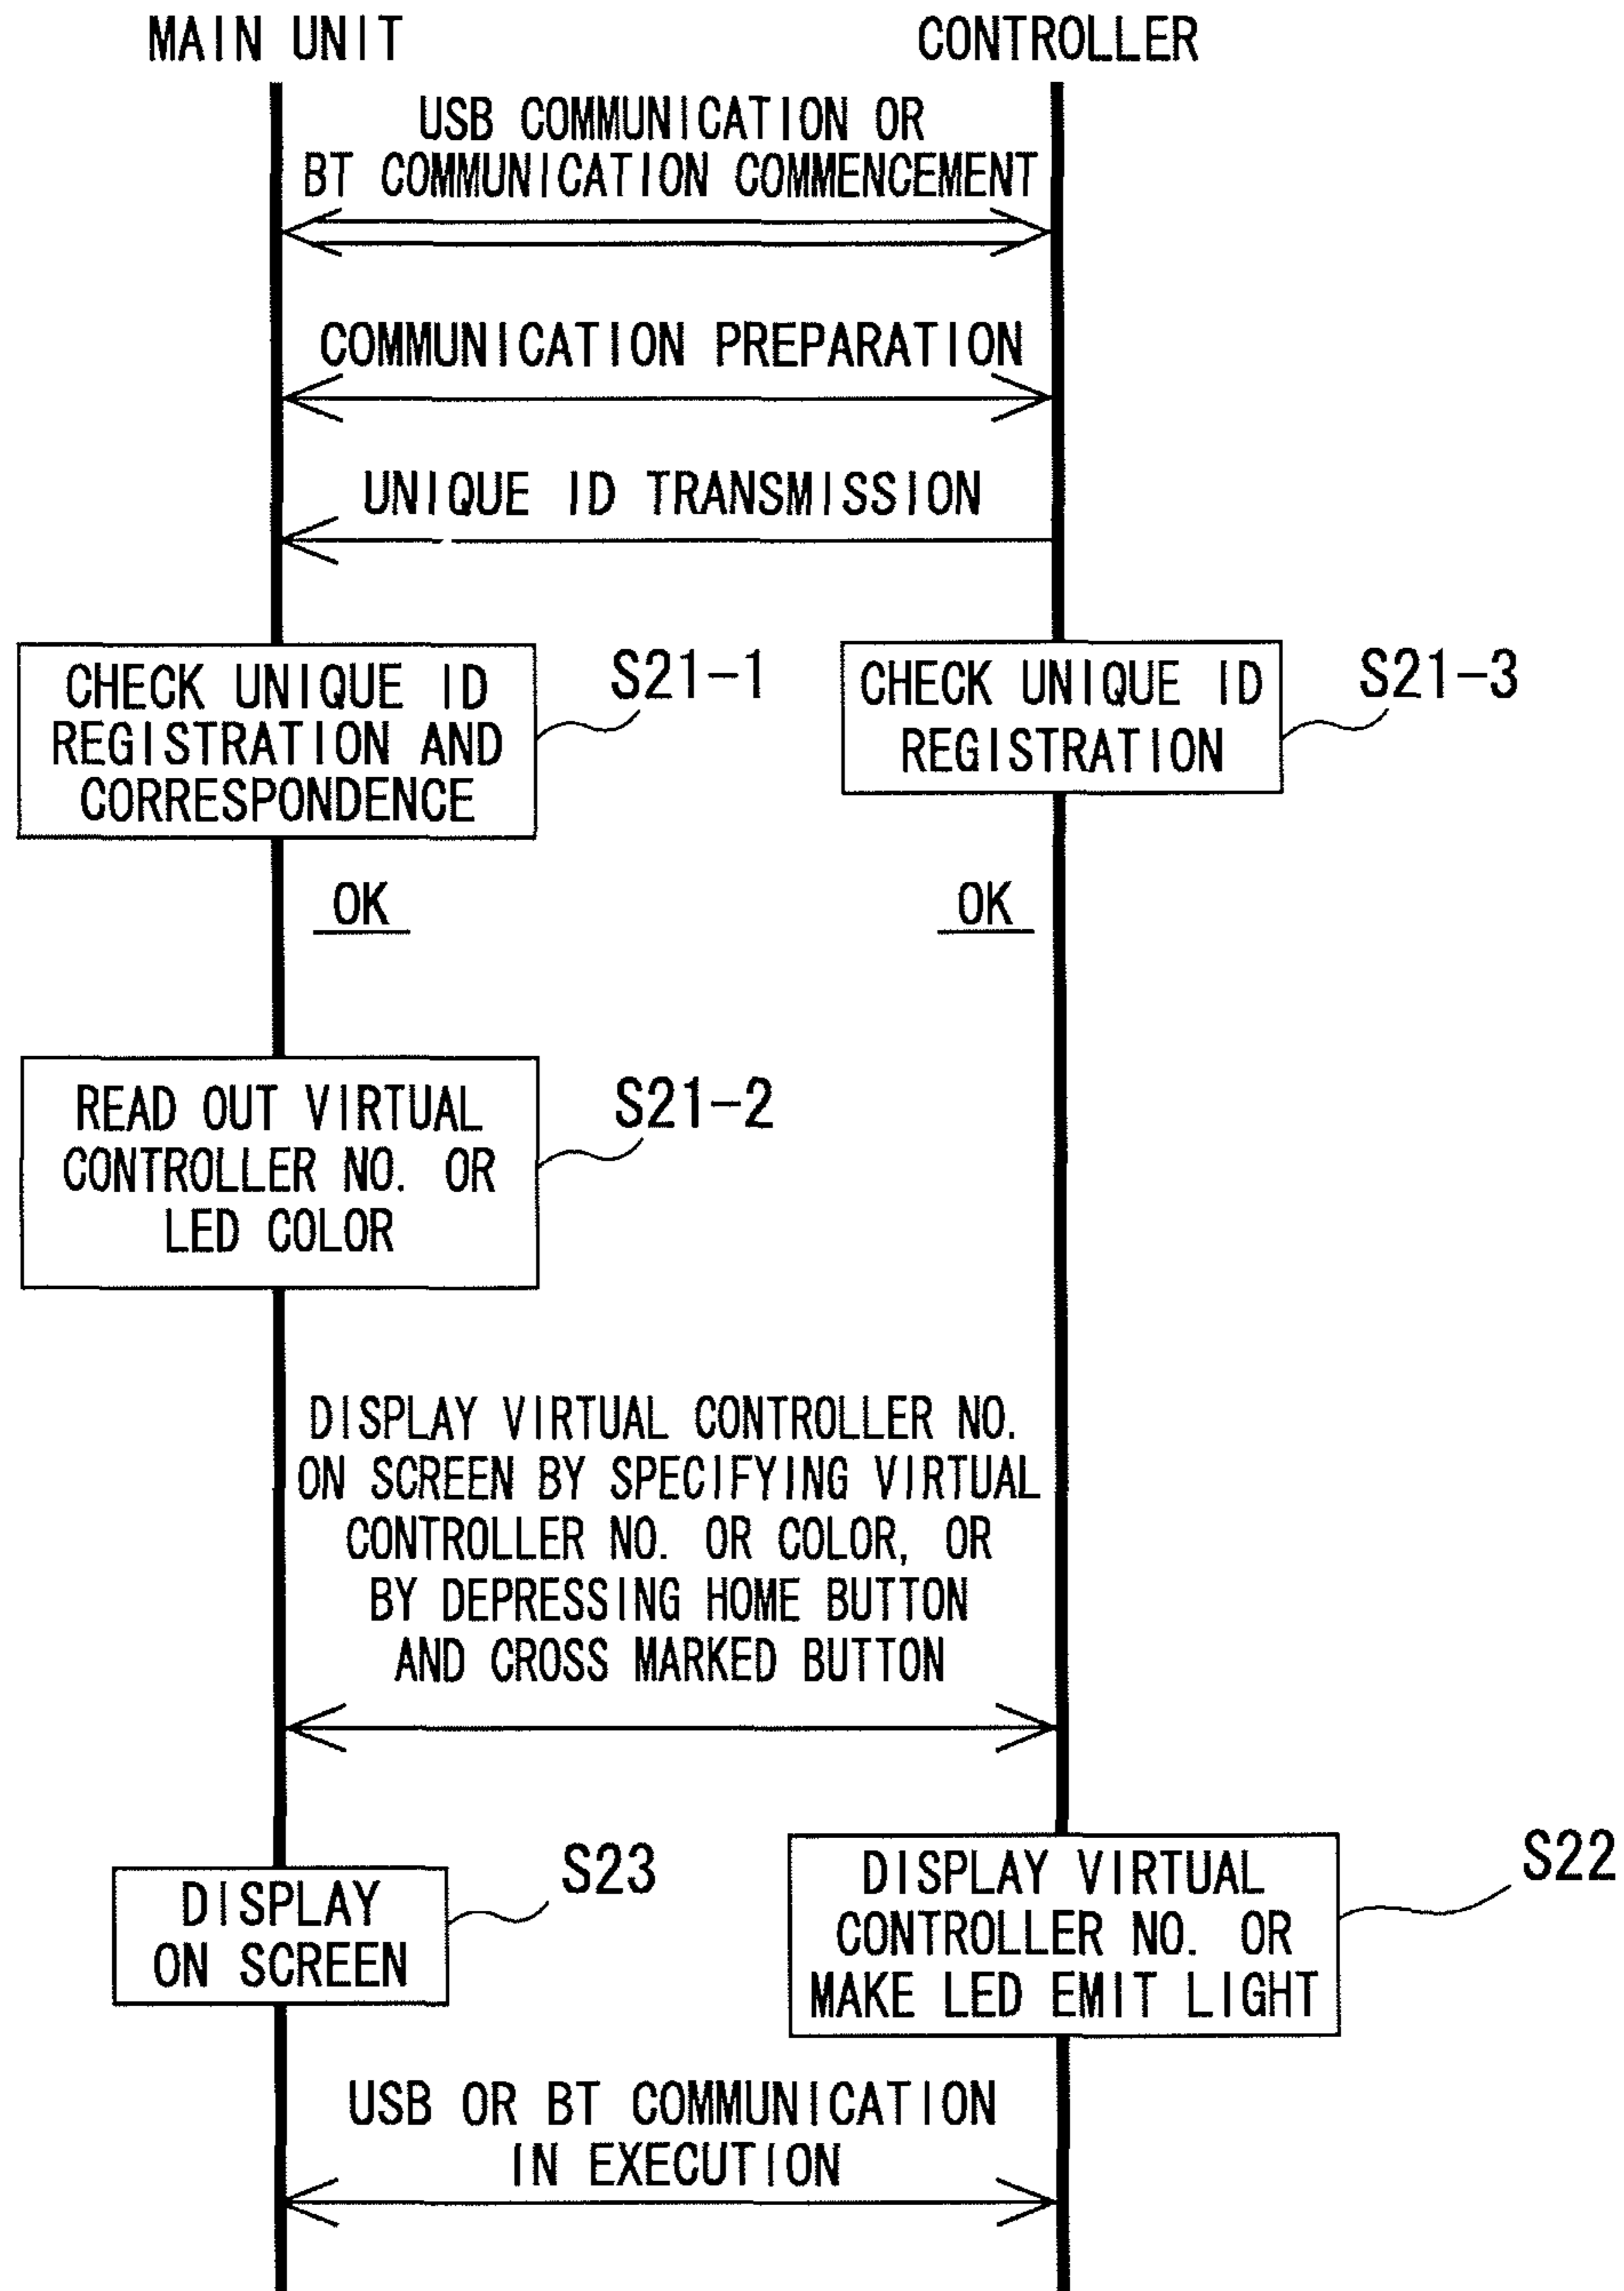 MAIN UNIT
CONTROLLER
USB COMMUNICATION OR
BT COMMUNICATION COMMENCEMENT
COMMUNICATION PREPARATION
UNIQUE ID TRANSMISSION
CHECK UNIQUE ID
REGISTRATION AND
CORRESPONDENCE
S21-1
CHECK UNIQUE ID
REGISTRATION
S21-3
OK
OK
READ OUT VIRTUAL
CONTROLLER NO. OR
LED COLOR
S21-2
DISPLAY VIRTUAL CONTROLLER NO.
ON SCREEN BY SPECIFYING VIRTUAL
CONTROLLER NO. OR COLOR, OR
BY DEPRESSING HOME BUTTON
AND CROSS MARKED BUTTON
DISPLAY
ON SCREEN
S23
DISPLAY VIRTUAL
CONTROLLER NO. OR
MAKE LED EMIT LIGHT
S22
USB OR BT COMMUNICATION
IN EXECUTION